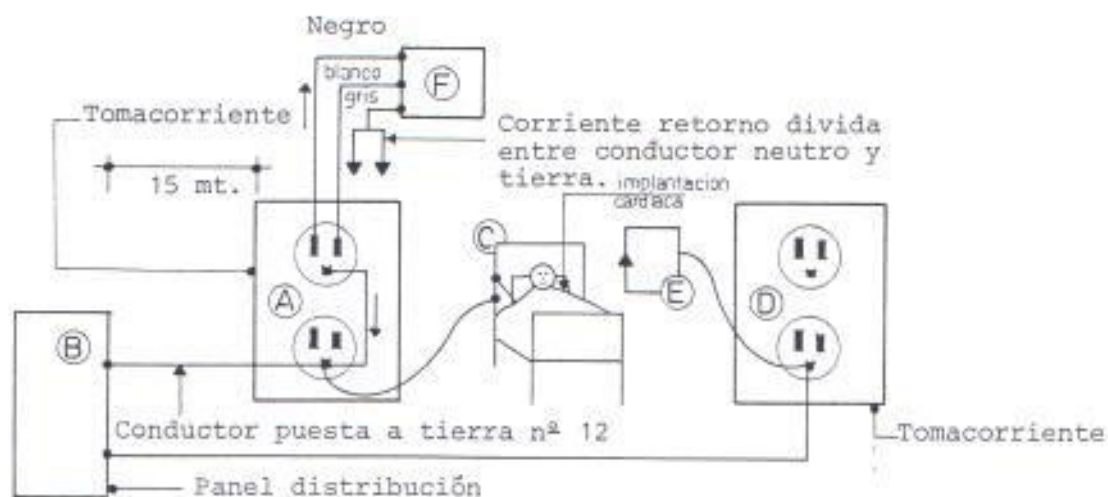 Negro
blanco
gris
F
Tomacorriente
Corriente retorno divida
entre conductor neutro y
tierra.
implantacion
cardiaca
15 mt.
C
A
E
D
B
Conductor puesta a tierra nº 12
Tomacorriente
Panel distribución